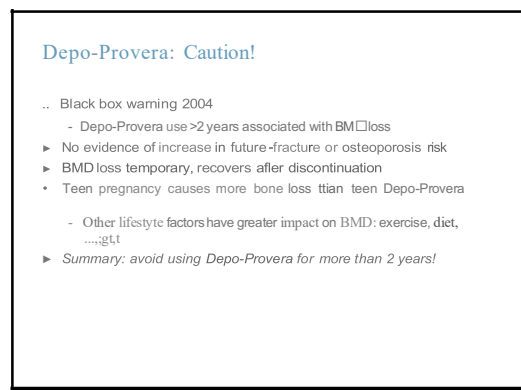 Depo-Provera: Caution!
.. Black box warning 2004
- Depo-Provera use >2 years associated with BM□loss
► No evidence of increase in future-fracture or osteoporosis risk
► BMD loss temporary, recovers afler discontinuation
• Teen pregnancy causes more bone loss ttian teen Depo-Provera
- Other lifestyte factors have greater impact on BMD: exercise, diet,
...,;gt,t
► Summary: avoid using Depo-Provera for more than 2 years!